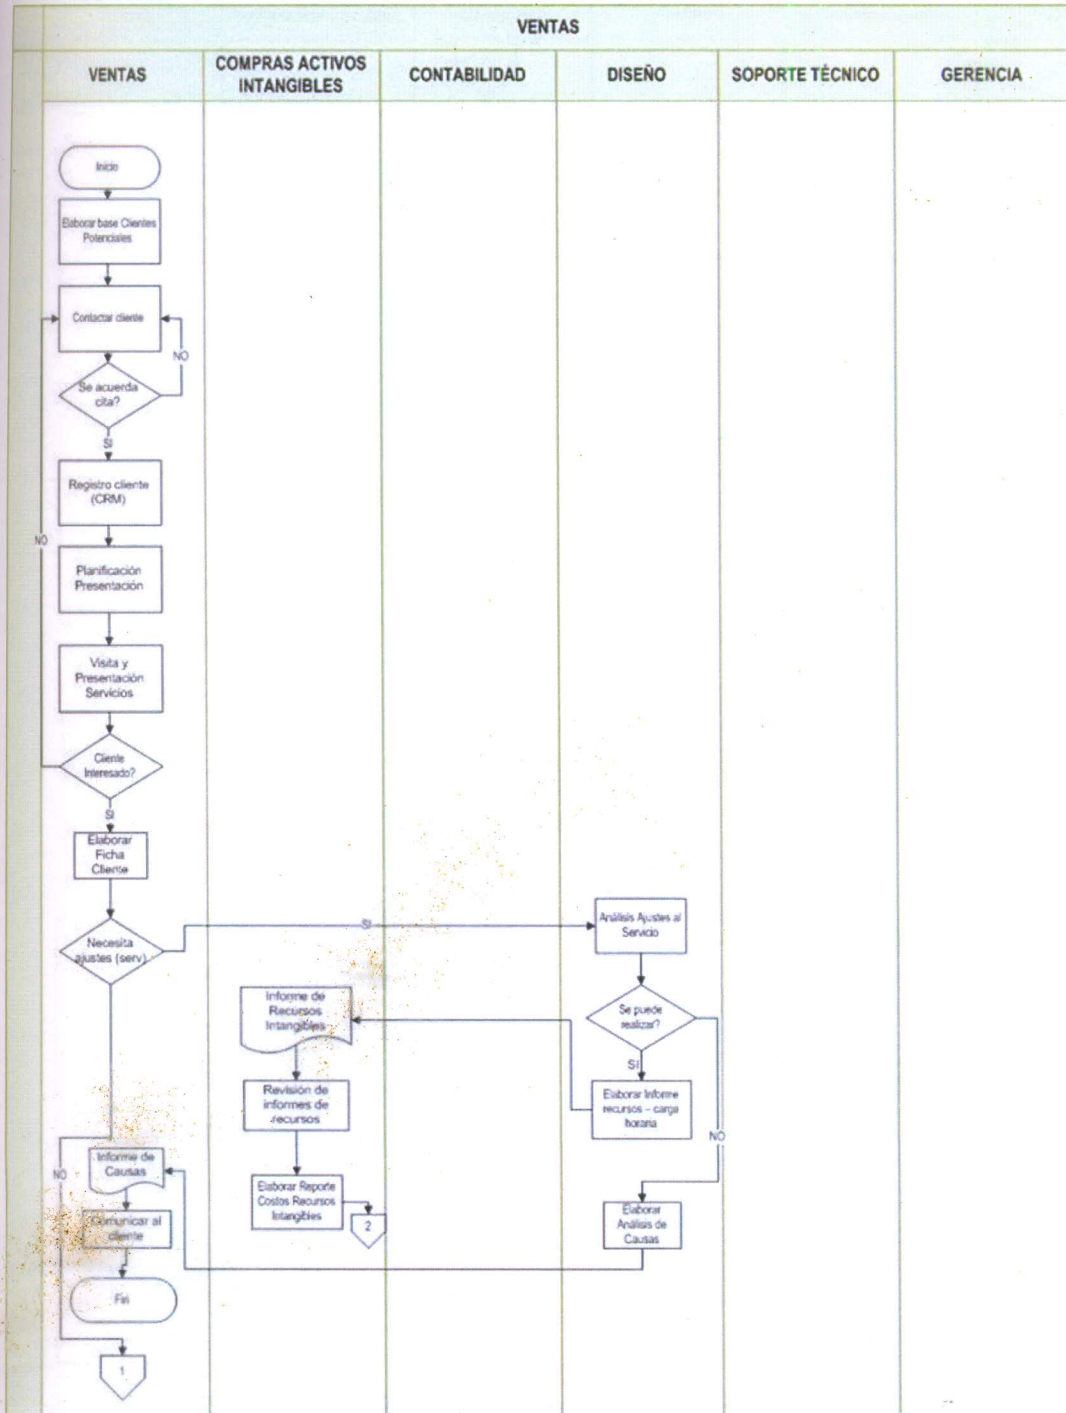 VENTAS
VENTAS
COMPRAS ACTIVOS
INTANGIBLES
CONTABILIDAD
DISEÑO
SOPORTE TÉCNICO
GERENCIA
Inicio
Elaborar base Clientes
Potenciales
Contactar cliente
NO
Se acuerda
cita?
SI
Registro cliente
(CRM)
NO
Planificación
Presentación
Visita y
Presentación
Servicios
Cliente
Interesado?
SI
Elaborar
Ficha
Cliente
Necesita
ajustes (serv)
SI
Análisis Ajustes al
Servicio
Se puede
realizar?
SI
Informe de
Recursos
Intangibles
Elaborar Informe
recursos – carga
horaria
NO
Revisión de
informes de
recursos
NO
Informe de
Causas
Elaborar Reporte
Costos Recursos
Intangibles
2
Elaborar
Análisis de
Causas
Comunicar al
cliente
Fin
1